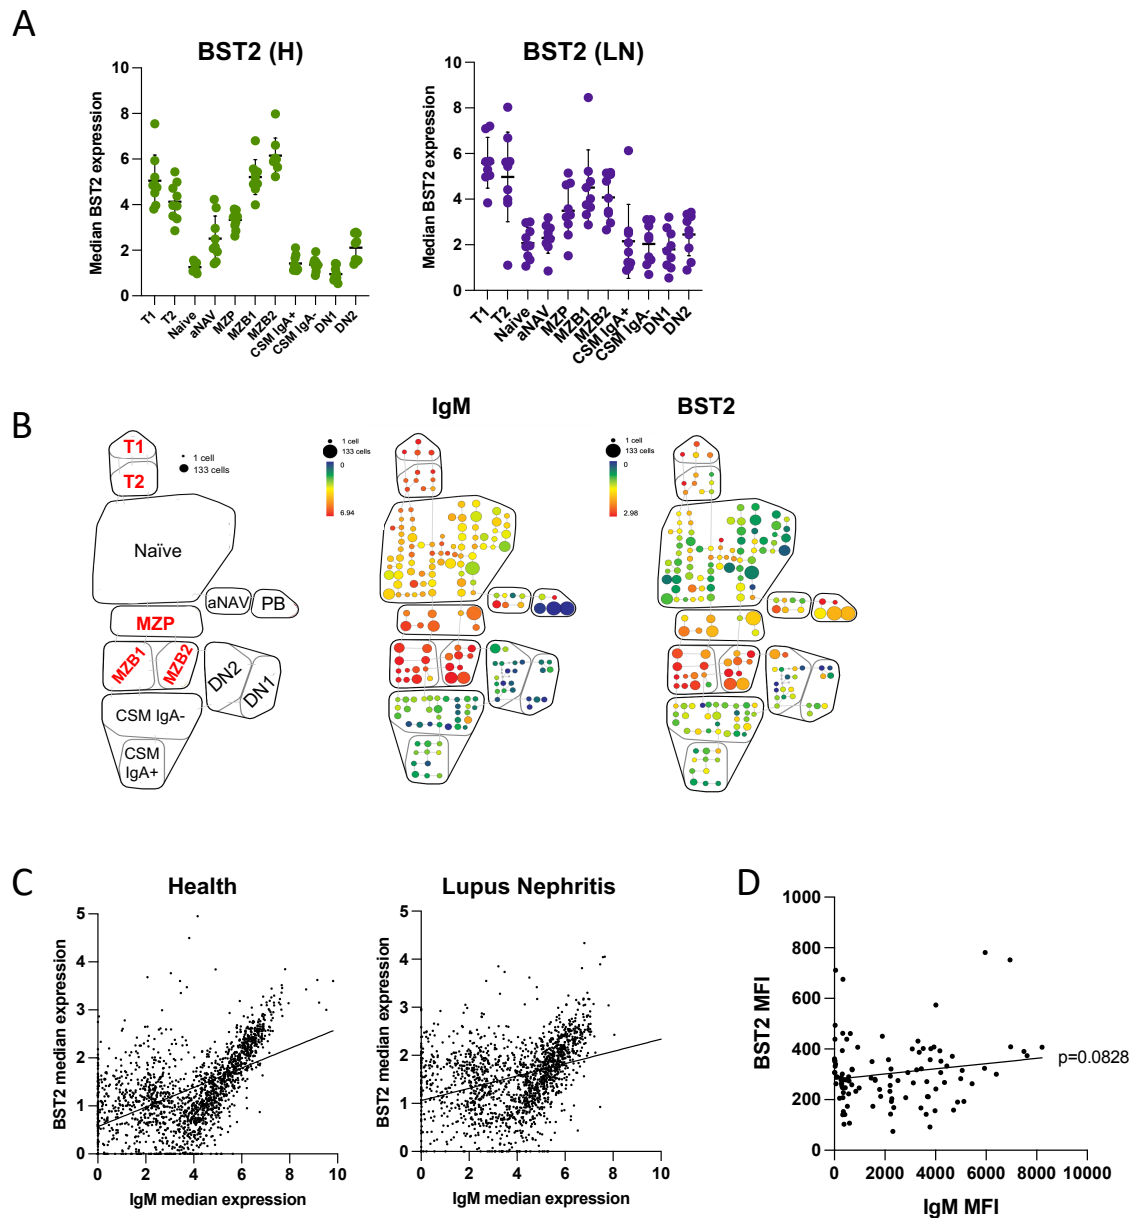 A
BST2 (H)
BST2 (LN)
Median BST2 expression
10
8
6
4
2
0
T1
T2
Naive
aNAV
MZP
MZB1
MZB2
CSM IgA+
CSM IgA-
DN1
DN2
Median BST2 expression
10
8
6
4
2
0
T1
T2
Naive
aNAV
MZP
MZB1
MZB2
CSM IgA+
CSM IgA-
DN1
DN2
B
IgM
BST2
T1
T2
1 cell
133 cells
Naïve
aNAV
PB
MZP
MZB1
MZB2
DN2
DN1
CSM IgA-
CSM
IgA+
1 cell
133 cells
0
6.94
1 cell
133 cells
0
2.98
C
Health
BST2 median expression
5
4
3
2
1
0
0
2
4
6
8
10
IgM median expression
Lupus Nephritis
BST2 median expression
5
4
3
2
1
0
0
2
4
6
8
10
IgM median expression
D
BST2 MFI
1000
800
600
400
200
0
p=0.0828
0
2000
4000
6000
8000
10000
IgM MFI